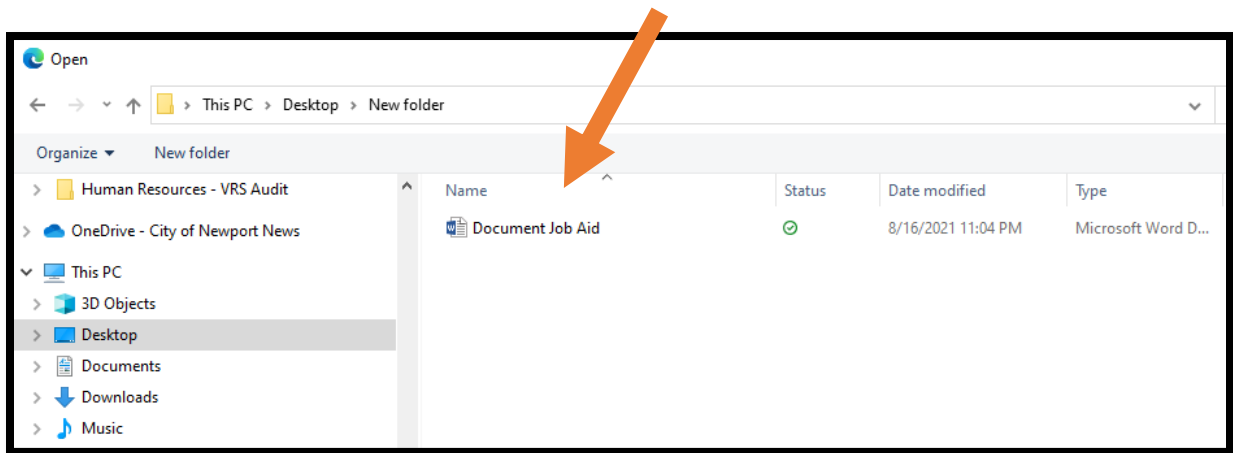 Open
This PC > Desktop > New folder
Organize New folder
Human Resources - VRS Audit
OneDrive - City of Newport News
This PC
3D Objects
Desktop
Documents
Downloads
Music
Name Status Date modified Type
Document Job Aid 8/16/2021 11:04 PM Microsoft Word D...